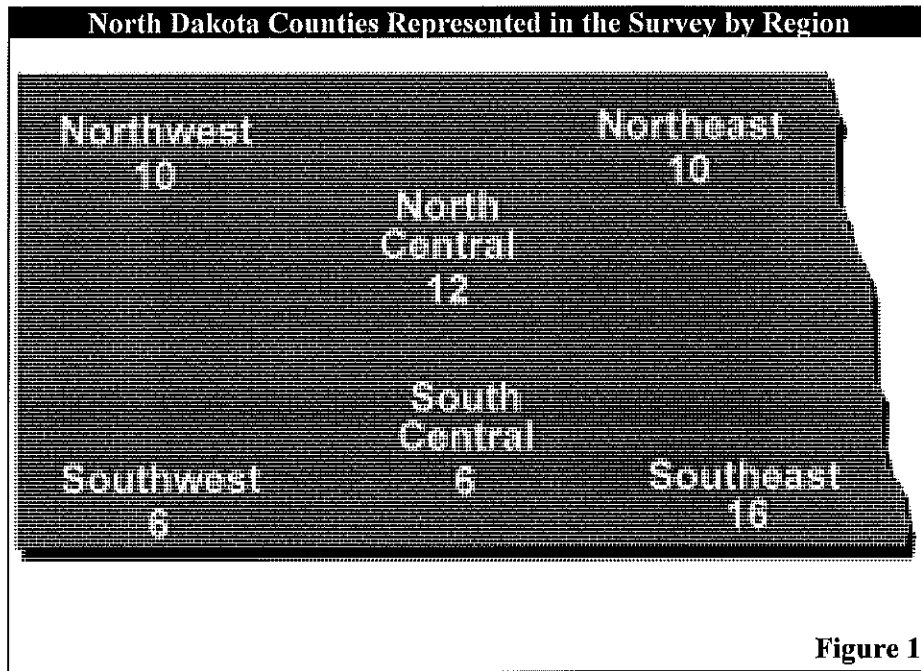 North Dakota Counties Represented in the Survey by Region
Northwest
10
Northeast
10
North
Central
12
South
Central
6
Southwest
6
Southeast
16
Figure 1